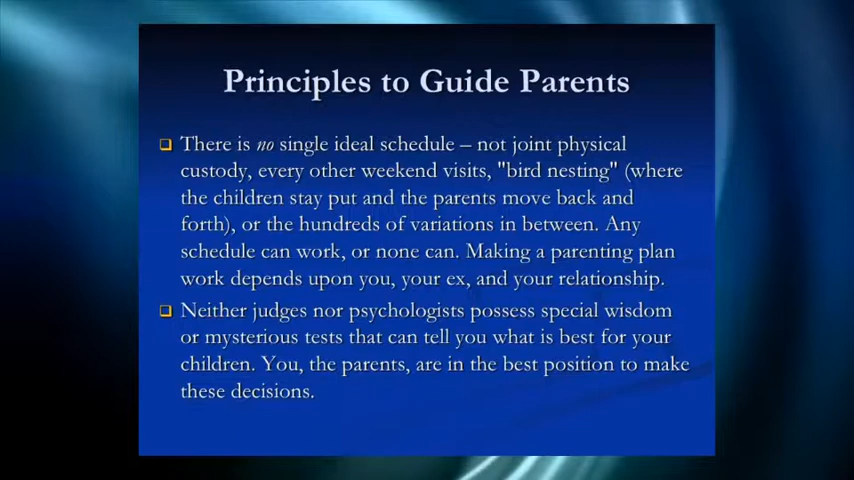 Principles to Guide Parents
There is no single ideal schedule – not joint physical
custody, every other weekend visits, "bird nesting" (where
the children stay put and the parents move back and
forth), or the hundreds of variations in between. Any
schedule can work, or none can. Making a parenting plan
work depends upon you, your ex, and your relationship.
Neither judges nor psychologists possess special wisdom
or mysterious tests that can tell you what is best for your
children. You, the parents, are in the best position to make
these decisions.